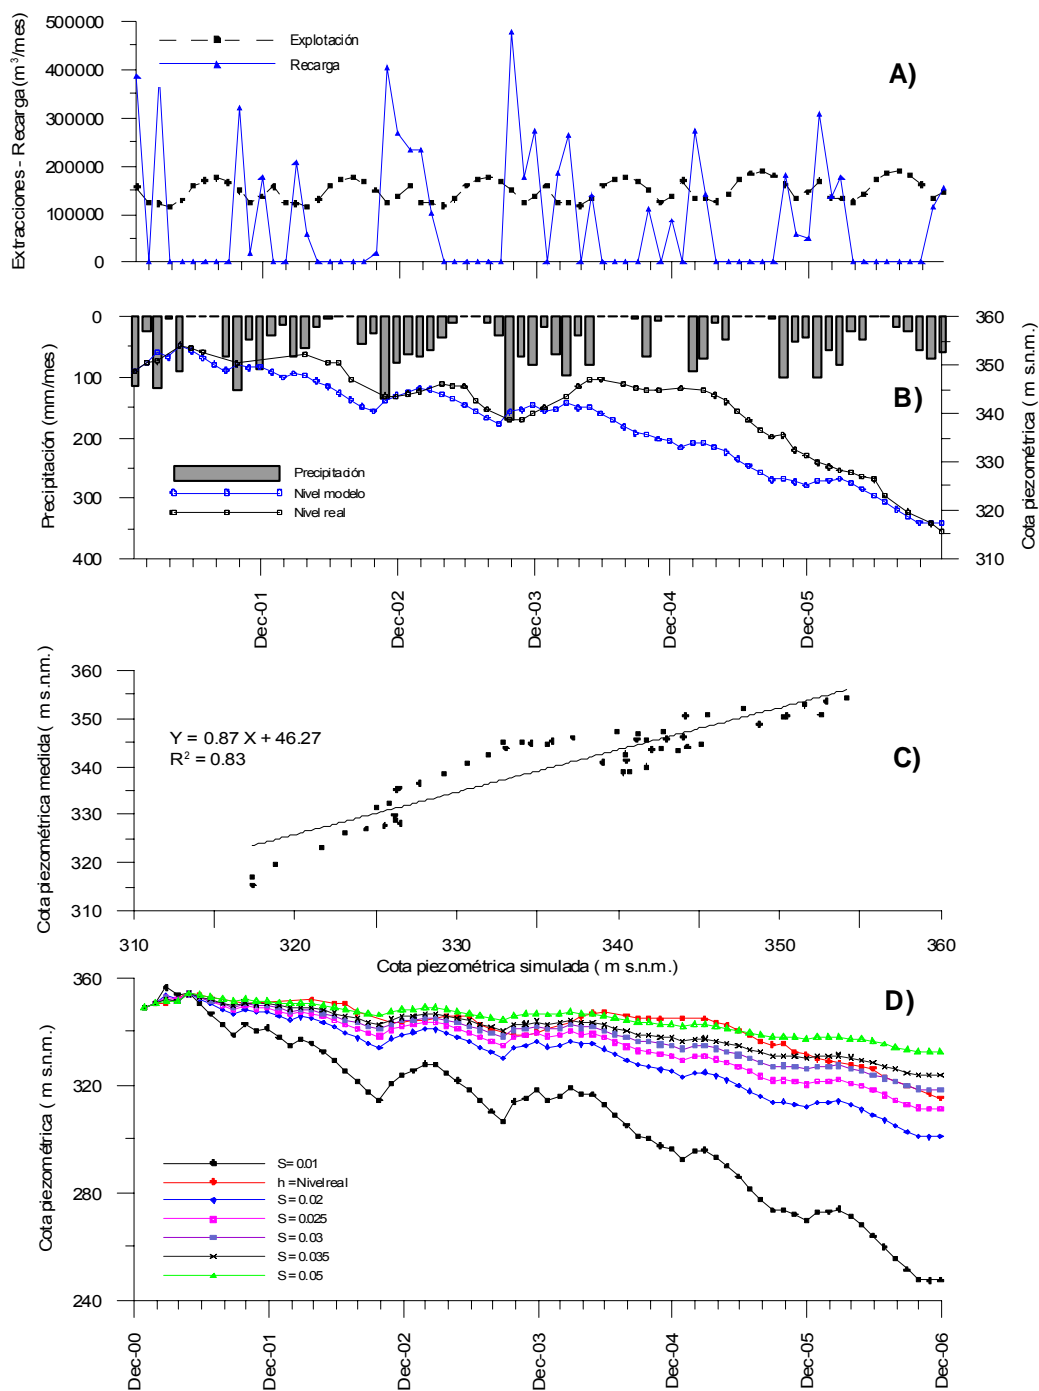 Extracciones - Recarga (m³/mes)
500000
400000
300000
200000
100000
0
Explotación
Recarga
A)
Precipitación (mm/mes)
0
100
200
300
400
Precipitación
Nivel modelo
Nivel real
B)
360
350
340
330
320
310
Cota piezométrica ( m s.n.m.)
Dec-01
Dec-02
Dec-03
Dec-04
Dec-05
Cota piezométrica medida ( m s.n.m.)
360
350
340
330
320
310
Y = 0.87 X + 46.27
R² = 0.83
C)
310
320
330
340
350
360
Cota piezométrica simulada ( m s.n.m.)
Cota piezométrica ( m s.n.m.)
360
320
280
240
D)
S = 0.01
h = Nivel real
S = 0.02
S = 0.025
S = 0.03
S = 0.035
S = 0.05
Dec-00
Dec-01
Dec-02
Dec-03
Dec-04
Dec-05
Dec-06